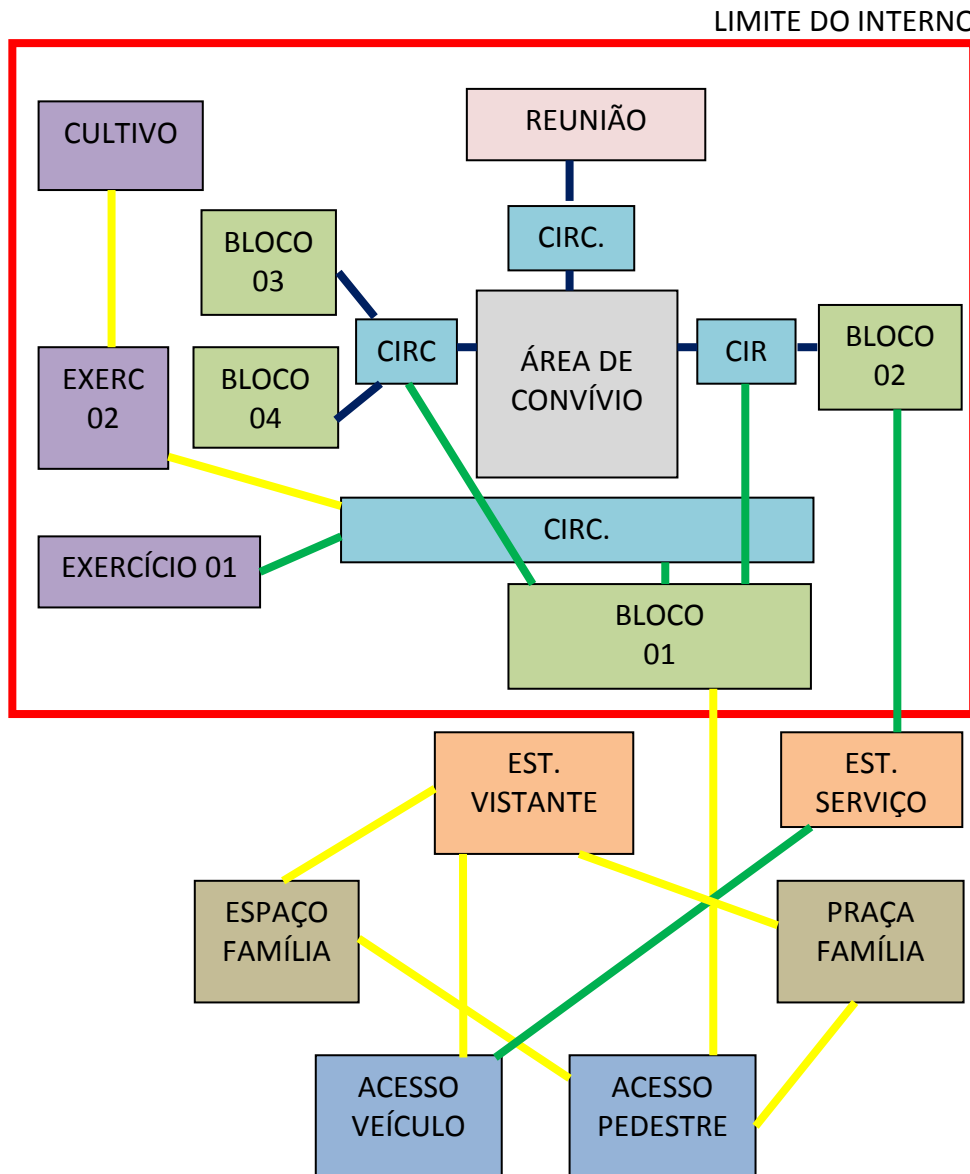 LIMITE DO INTERNO
CULTIVO
REUNIÃO
BLOCO
03
CIRC.
CIRC
ÁREA DE
CONVÍVIO
CIR
BLOCO
02
EXERC
02
BLOCO
04
CIRC.
EXERCÍCIO 01
BLOCO
01
EST.
VISTANTE
EST.
SERVIÇO
ESPAÇO
FAMÍLIA
PRAÇA
FAMÍLIA
ACESSO
VEÍCULO
ACESSO
PEDESTRE